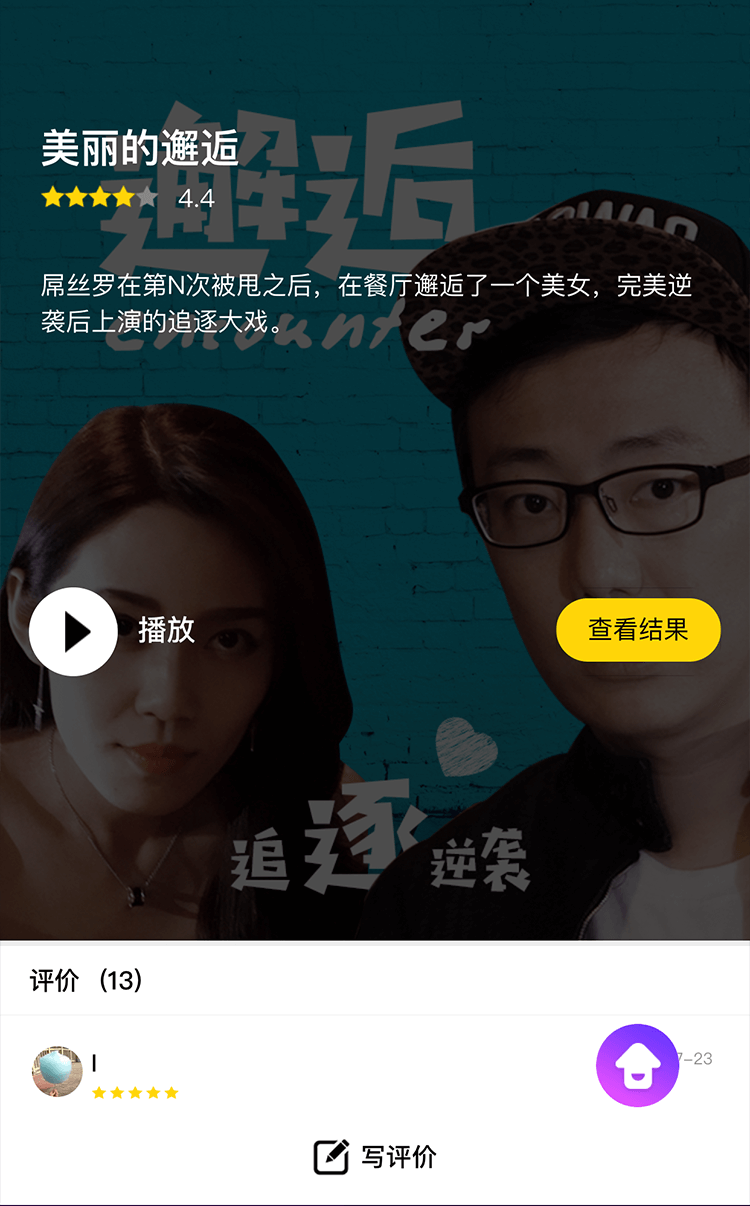 邂逅
美丽的邂逅
4.4
屌丝罗在第N次被甩之后，在餐厅邂逅了一个美女，完美逆
袭后上演的追逐大戏。
encounter
播放
查看结果
追逐逆袭
评价 (13)
l
7-23
写评价